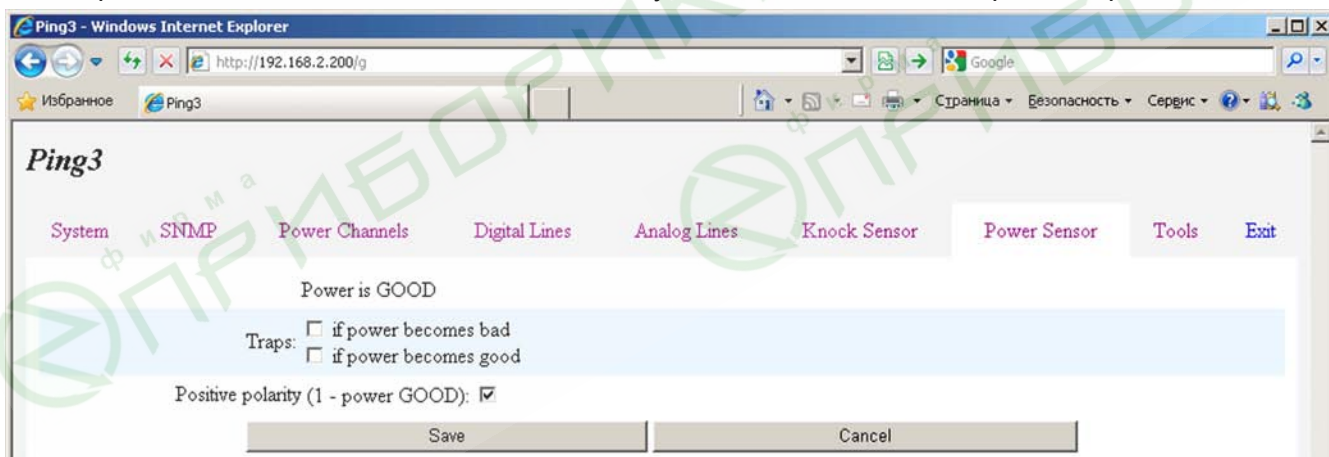 Ping3 - Windows Internet Explorer
http://192.168.2.200/g
Google
Избранное Ping3 Страница Безопасность Сервис
Ping3
System SNMP Power Channels Digital Lines Analog Lines Knock Sensor Power Sensor Tools Exit
Power is GOOD
Traps: if power becomes bad
if power becomes good
Positive polarity (1 - power GOOD):
Save Cancel
фирма
ПРИБОРИК